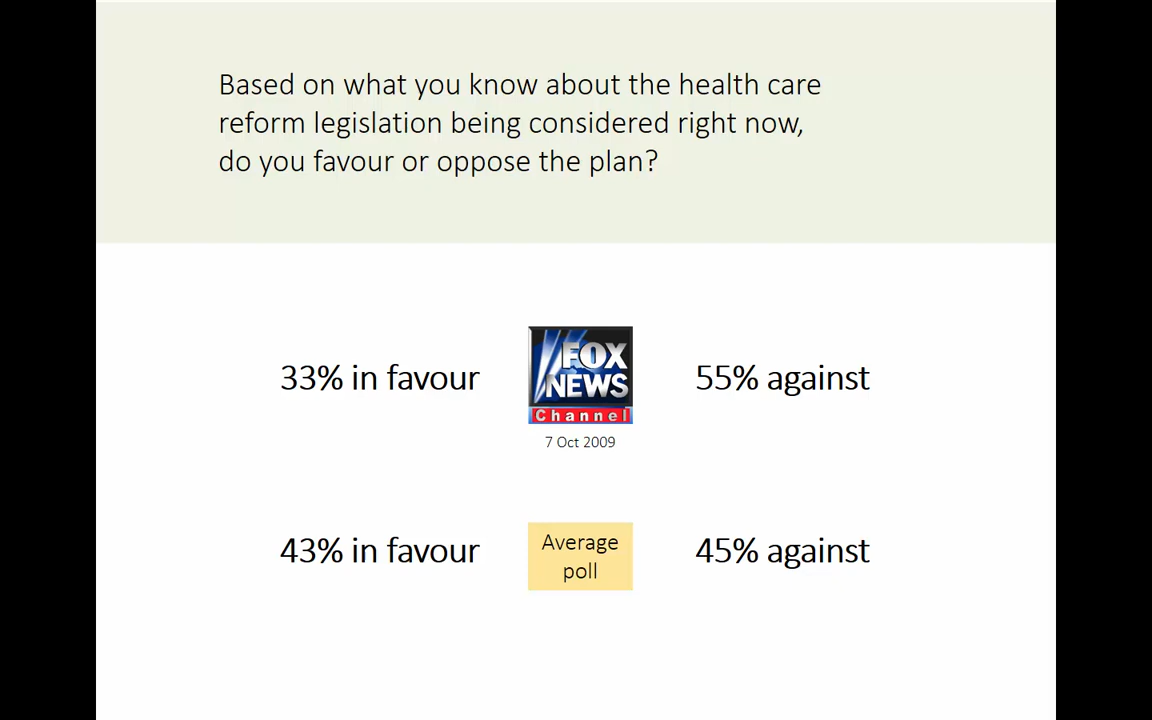 Based on what you know about the health care
reform legislation being considered right now,
do you favour or oppose the plan?
33% in favour
FOX
NEWS
Channel
7 Oct 2009
55% against
43% in favour
Average
poll
45% against